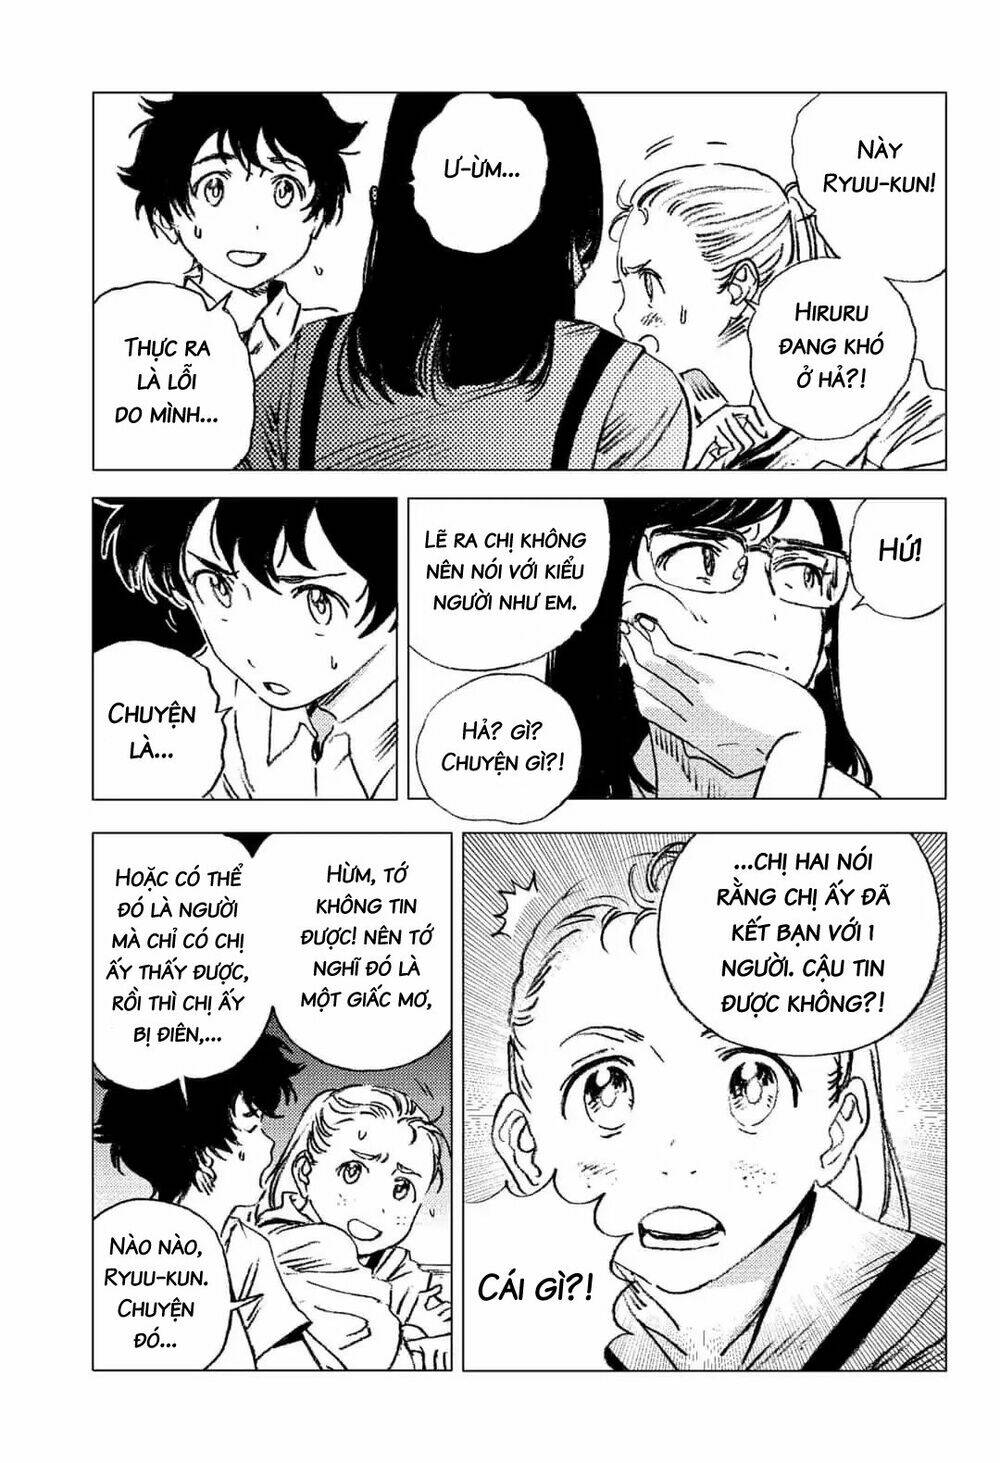 NÀY
RYUU-KUN!
HIRURU
ĐANG KHÓ
Ở HẢ?!
Ư-ỪM...
THỰC RA
LÀ LỖI
DO MÌNH...
HỨ!
LẼ RA CHỊ KHÔNG
NÊN NÓI VỚI KIỂU
NGƯỜI NHƯ EM.
HẢ? GÌ?
CHUYỆN GÌ?!
CHUYỆN
LÀ...
...CHỊ HAI NÓI
RẰNG CHỊ ẤY ĐÃ
KẾT BẠN VỚI 1
NGƯỜI. CẬU TIN
ĐƯỢC KHÔNG?!
CÁI GÌ?!
HỪM, TỚ
KHÔNG TIN
ĐƯỢC! NÊN TỚ
NGHĨ ĐÓ LÀ
MỘT GIẤC MƠ,
HOẶC CÓ THỂ
ĐÓ LÀ NGƯỜI
MÀ CHỈ CÓ CHỊ
ẤY THẤY ĐƯỢC,
RỒI THÌ CHỊ ẤY
BỊ ĐIÊN,...
NÀO NÀO,
RYUU-KUN.
CHUYỆN
ĐÓ...